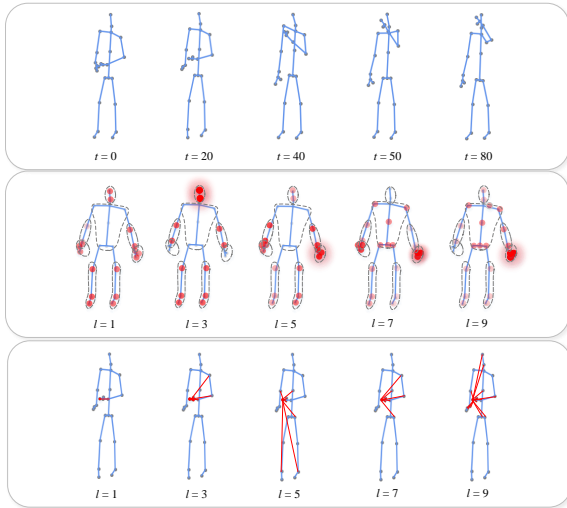 t = 0 t = 20 t = 40 t = 50 t = 80
l = 1 l = 3 l = 5 l = 7 l = 9
l = 1 l = 3 l = 5 l = 7 l = 9